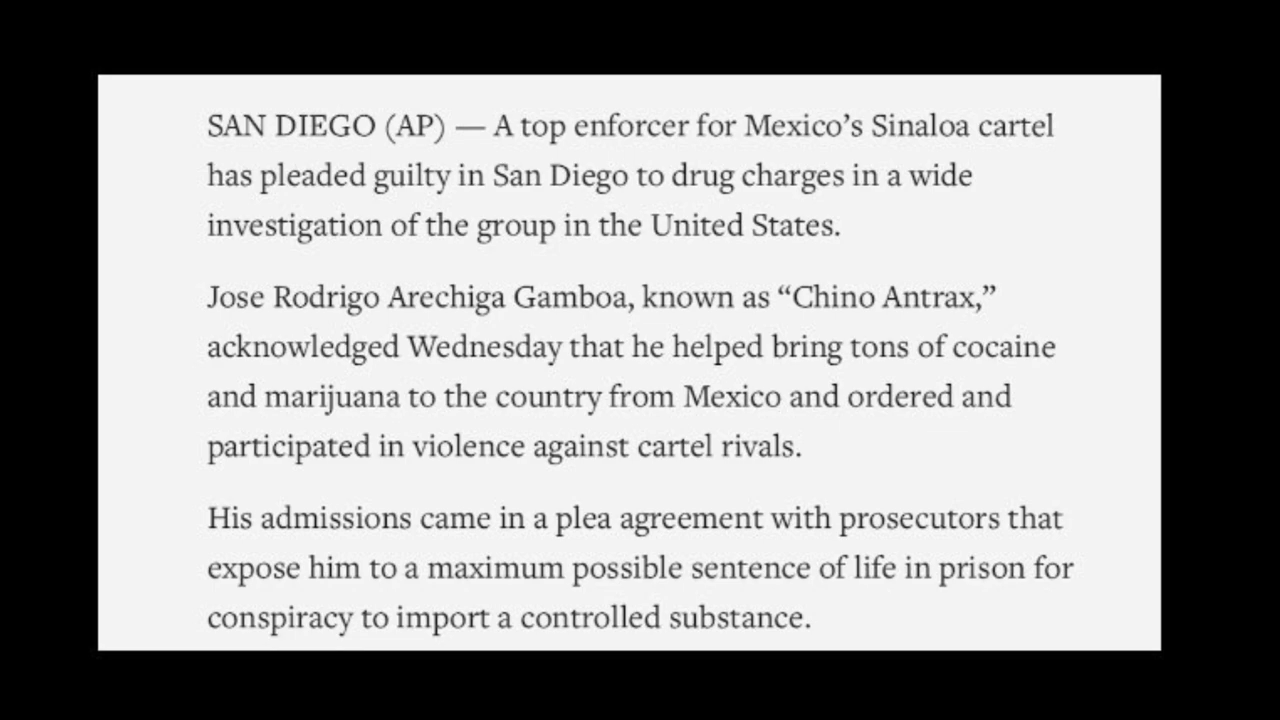 SAN DIEGO (AP) — A top enforcer for Mexico’s Sinaloa cartel
has pleaded guilty in San Diego to drug charges in a wide
investigation of the group in the United States.
Jose Rodrigo Arechiga Gamboa, known as “Chino Antrax,”
acknowledged Wednesday that he helped bring tons of cocaine
and marijuana to the country from Mexico and ordered and
participated in violence against cartel rivals.
His admissions came in a plea agreement with prosecutors that
expose him to a maximum possible sentence of life in prison for
conspiracy to import a controlled substance.